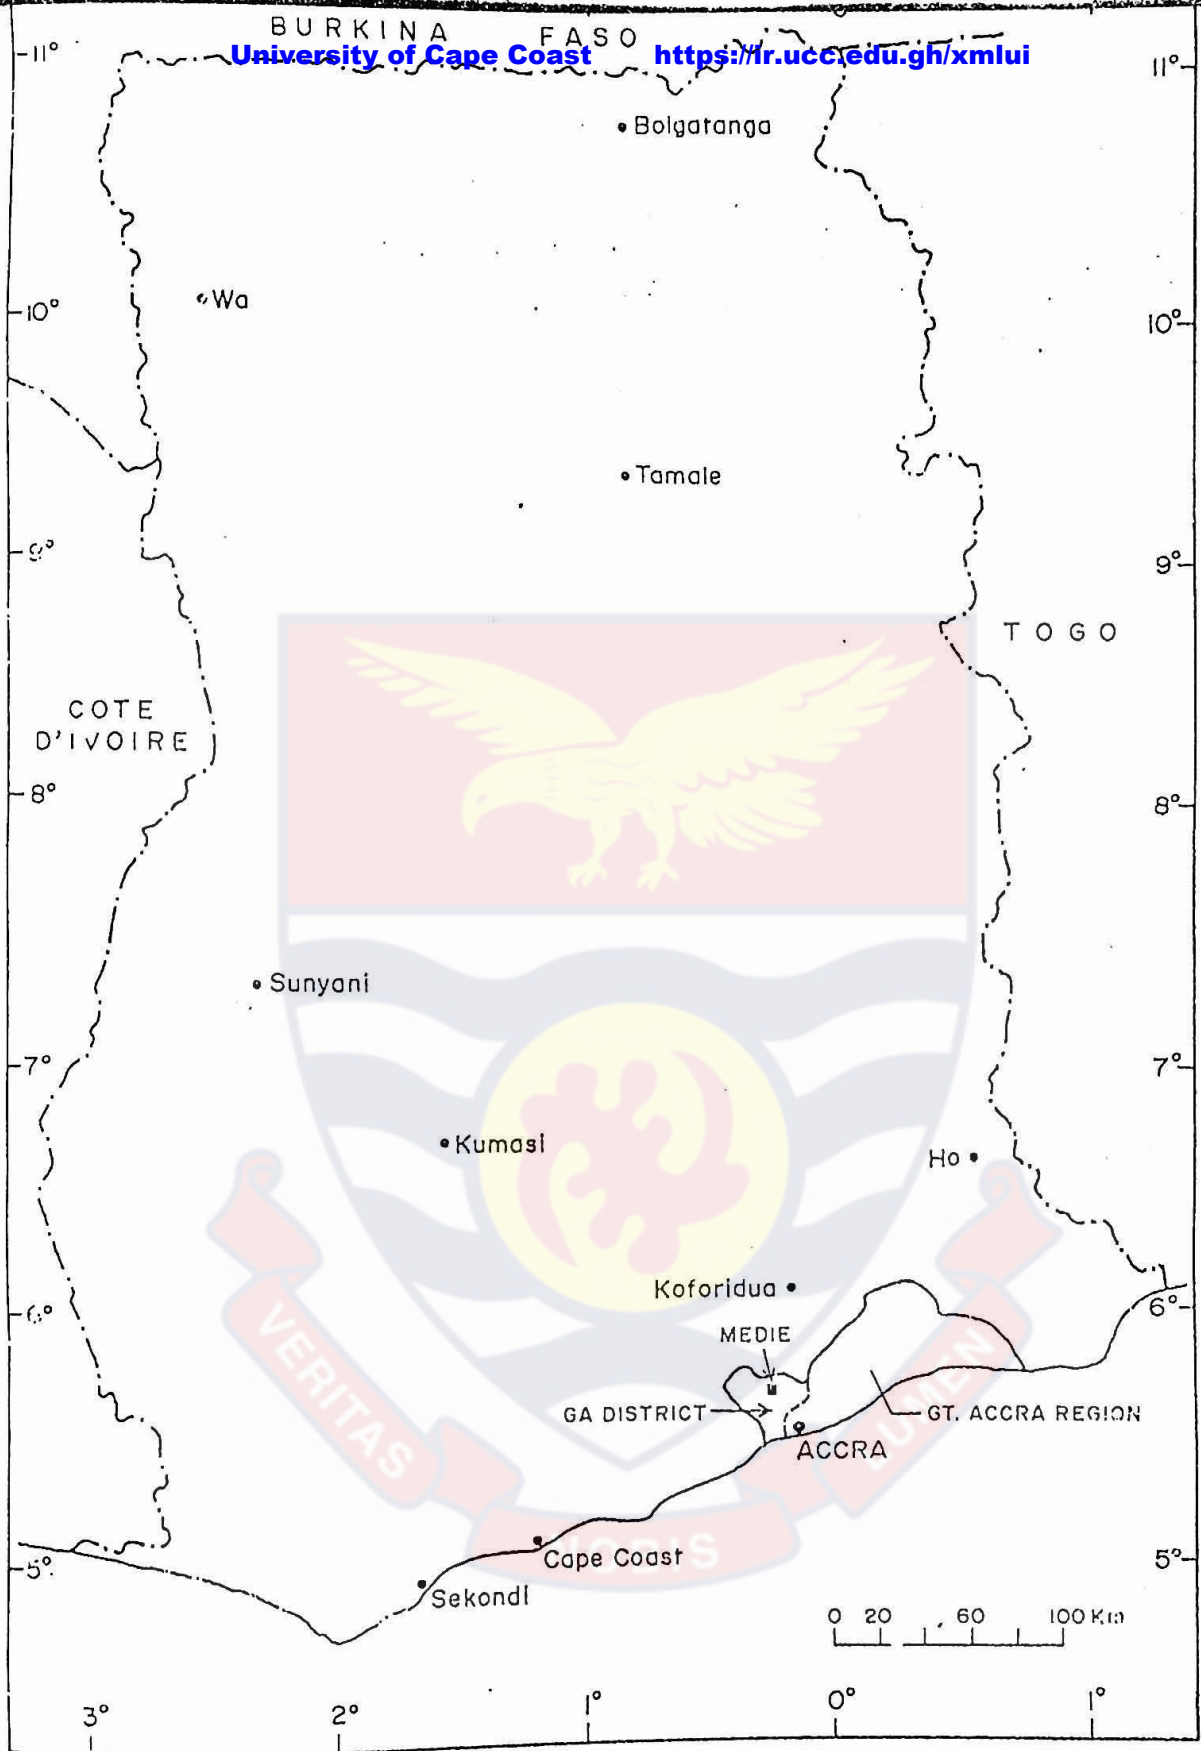 BURKINA FASO
University of Cape Coast https://ir.ucc.edu.gh/xmlui
11° 11°
Bolgatanga
Wa
10° 10°
Tamale
9° 9°
TOGO
COTE
D'IVOIRE
8° 8°
Sunyani
7° 7°
Kumasi
Ho
Koforidua
6° 6°
MEDIE
VERITAS
GA DISTRICT
GT. ACCRA REGION
ACCRA
LUMEN
NOBIS
Cape Coast
5° 5°
Sekondi
0 20 60 100 Km
3° 2° 1° 0° 1°